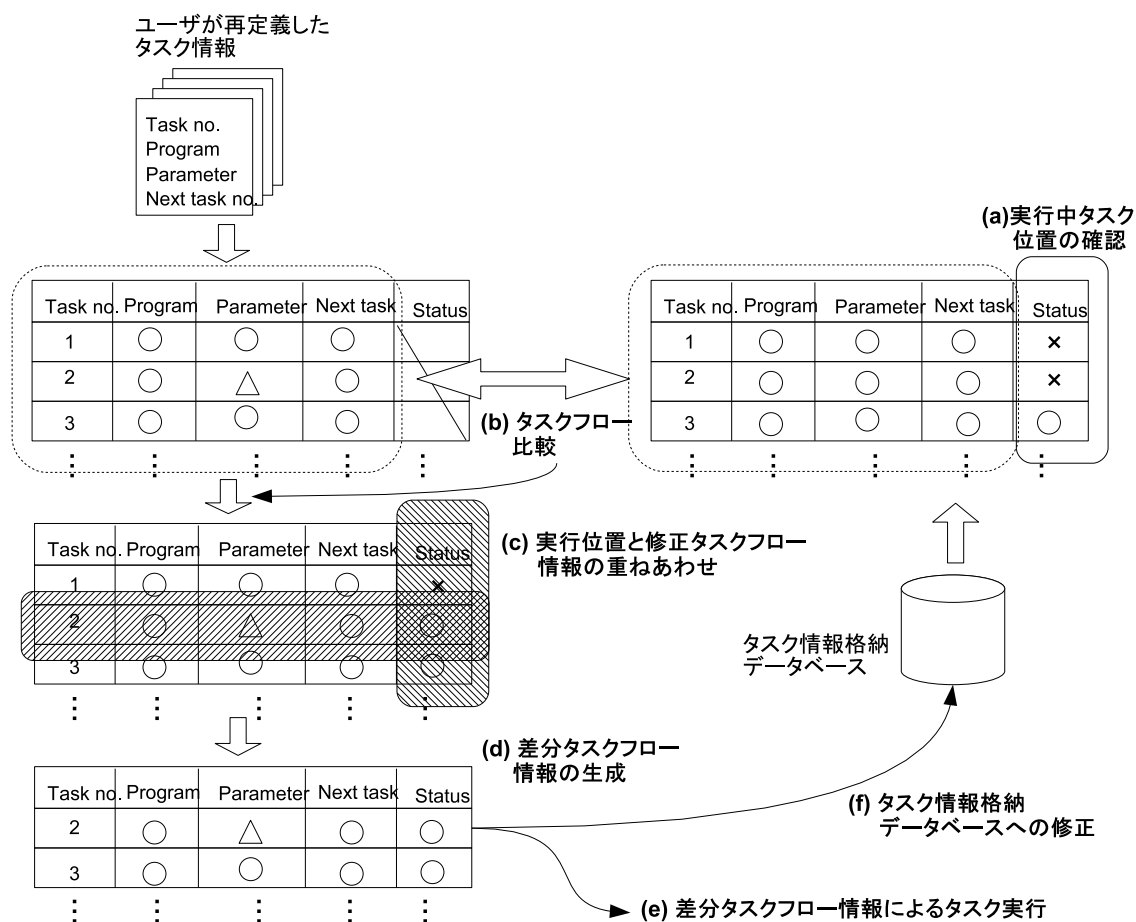 ユーザが再定義した
タスク情報
Task no.
Program
Parameter
Next task no.
(a)実行中タスク
位置の確認
Task no. Program Parameter Next task Status
1 ○ ○ ○
2 ○ △ ○
3 ○ ○ ○
⋮ ⋮ ⋮ ⋮ ⋮
Task no. Program Parameter Next task Status
1 ○ ○ ○ ×
2 ○ ○ ○ ×
3 ○ ○ ○ ○
⋮ ⋮ ⋮ ⋮ ⋮
(b) タスクフロー
比較
Task no. Program Parameter Next task Status
1 ○ ○ ○ ×
2 ○ △ ○ ○
3 ○ ○ ○ ○
⋮ ⋮ ⋮ ⋮ ⋮
(c) 実行位置と修正タスクフロー
情報の重ねあわせ
タスク情報格納
データベース
(d) 差分タスクフロー
情報の生成
Task no. Program Parameter Next task Status
2 ○ △ ○ ○
3 ○ ○ ○ ○
⋮ ⋮ ⋮ ⋮ ⋮
(f) タスク情報格納
データベースへの修正
(e) 差分タスクフロー情報によるタスク実行